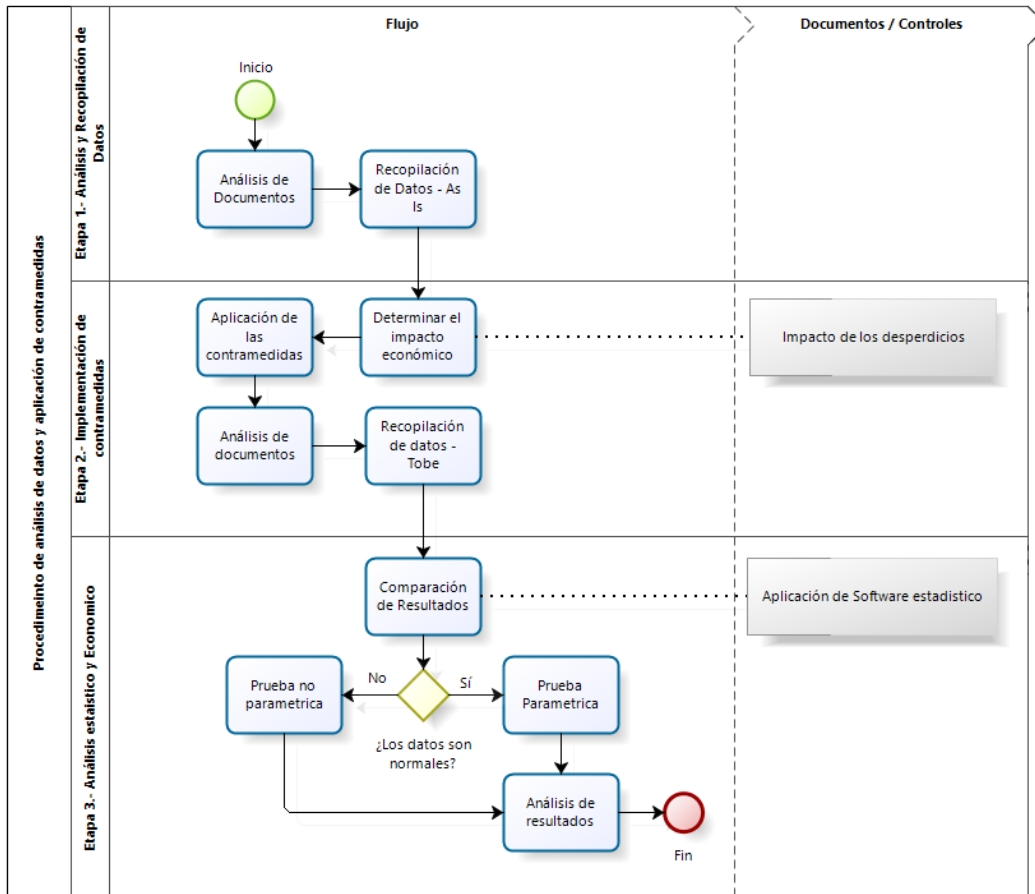 Procedimeinto de análisis de datos y aplicación de contramedidas
Flujo
Documentos / Controles
Etapa 1.- Análisis y Recopilación de
Datos
Inicio
Análisis de
Documentos
Recopilación
de Datos - As
Is
Etapa 2.- Implementación de
contramedidas
Aplicación de
las
contramedidas
Determinar el
impacto
económico
Impacto de los desperdicios
Análisis de
documentos
Recopilación
de datos -
Tobe
Etapa 3.- Análisis estaistico y Economico
Comparación
de Resultados
Aplicación de Software estadistico
Prueba no
parametrica
No
Sí
Prueba
Parametrica
¿Los datos son
normales?
Análisis de
resultados
Fin